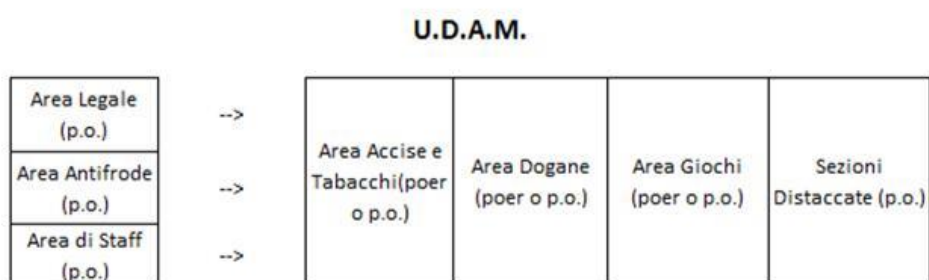 U.D.A.M.
Area Legale
(p.o.)
-->
Area Antifrode
(p.o.)
-->
Area di Staff
(p.o.)
-->
Area Accise e
Tabacchi(poer
o p.o.)
Area Dogane
(poer o p.o.)
Area Giochi
(poer o p.o.)
Sezioni
Distaccate (p.o.)